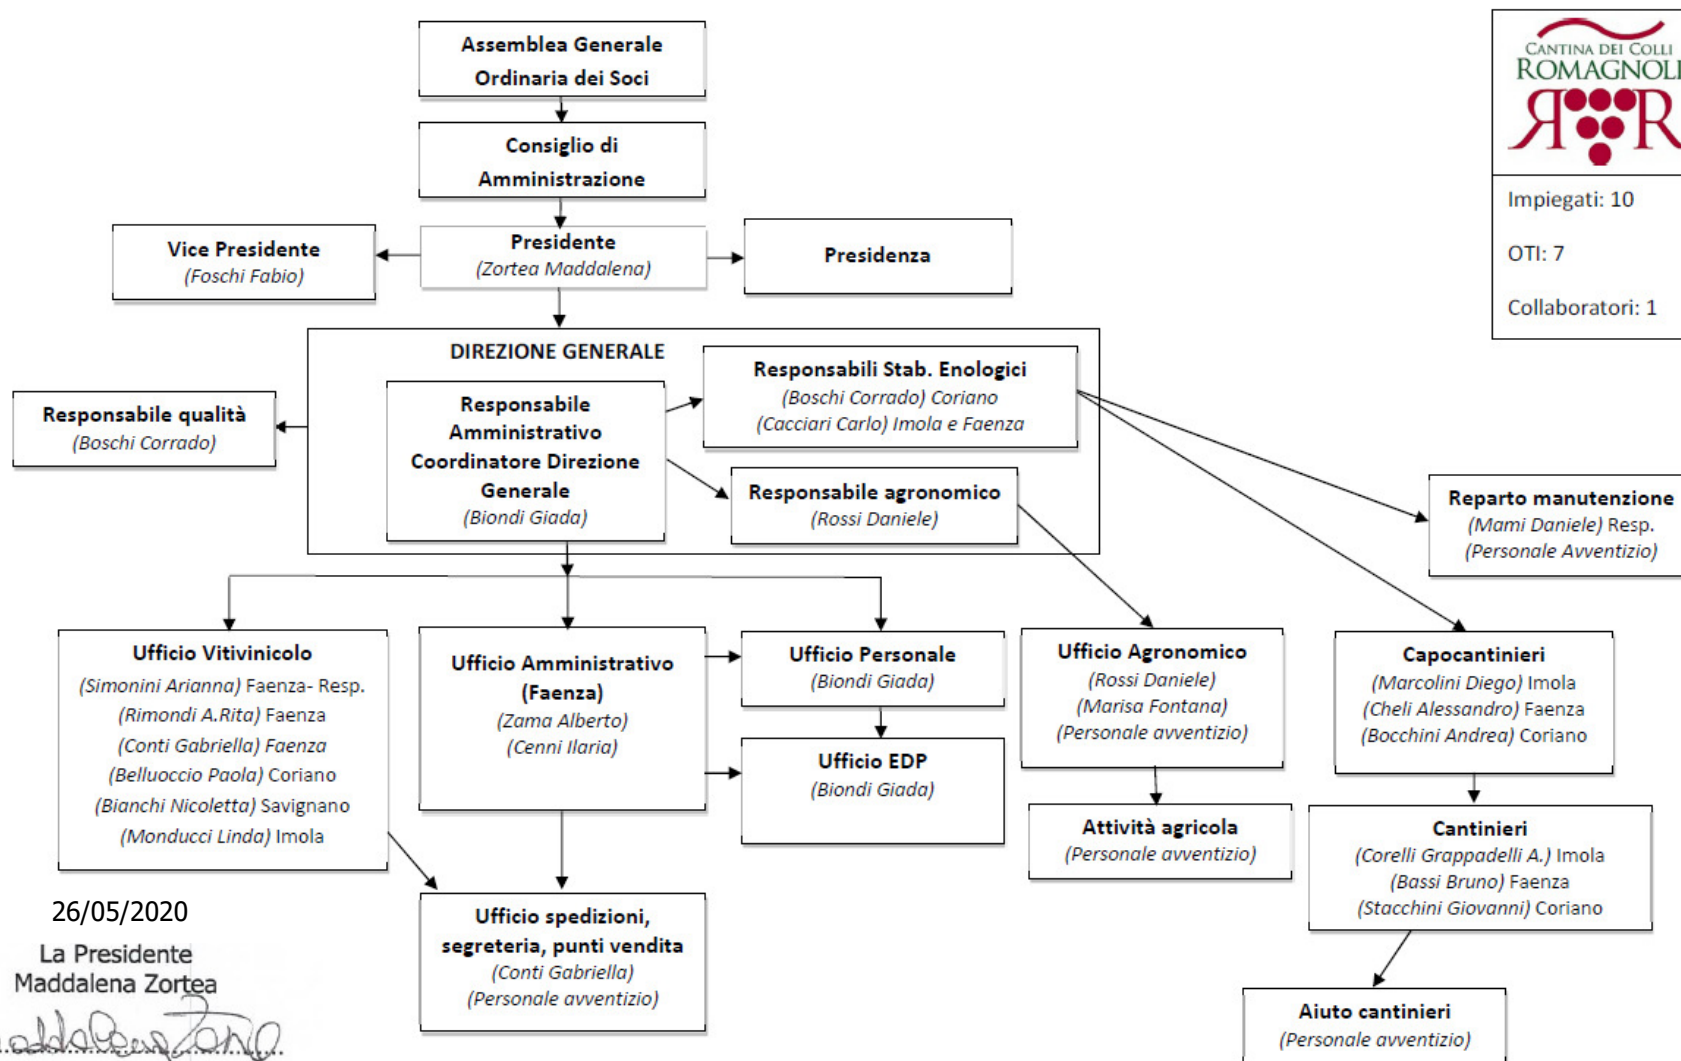 Assemblea Generale
Ordinaria dei Soci
Consiglio di
Amministrazione
Vice Presidente
(Foschi Fabio)
Presidente
(Zortea Maddalena)
Presidenza
CANTINA DEI COLLI
ROMAGNOLI
Impiegati: 10
OTI: 7
Collaboratori: 1
DIREZIONE GENERALE
Responsabile qualità
(Boschi Corrado)
Responsabile
Amministrativo
Coordinatore Direzione
Generale
(Biondi Giada)
Responsabili Stab. Enologici
(Boschi Corrado) Coriano
(Cacciari Carlo) Imola e Faenza
Responsabile agronomico
(Rossi Daniele)
Reparto manutenzione
(Mami Daniele) Resp.
(Personale Avventizio)
Ufficio Vitivinicolo
(Simonini Arianna) Faenza- Resp.
(Rimondi A.Rita) Faenza
(Conti Gabriella) Faenza
(Belluoccio Paola) Coriano
(Bianchi Nicoletta) Savignano
(Monducci Linda) Imola
Ufficio Amministrativo
(Faenza)
(Zama Alberto)
(Cenni Ilaria)
Ufficio Personale
(Biondi Giada)
Ufficio EDP
(Biondi Giada)
Ufficio Agronomico
(Rossi Daniele)
(Marisa Fontana)
(Personale avventizio)
Capocantinieri
(Marcolini Diego) Imola
(Cheli Alessandro) Faenza
(Bocchini Andrea) Coriano
Attività agricola
(Personale avventizio)
Cantinieri
(Corelli Grappadelli A.) Imola
(Bassi Bruno) Faenza
(Stacchini Giovanni) Coriano
Ufficio spedizioni,
segreteria, punti vendita
(Conti Gabriella)
(Personale avventizio)
Aiuto cantinieri
(Personale avventizio)
26/05/2020
La Presidente
Maddalena Zortea